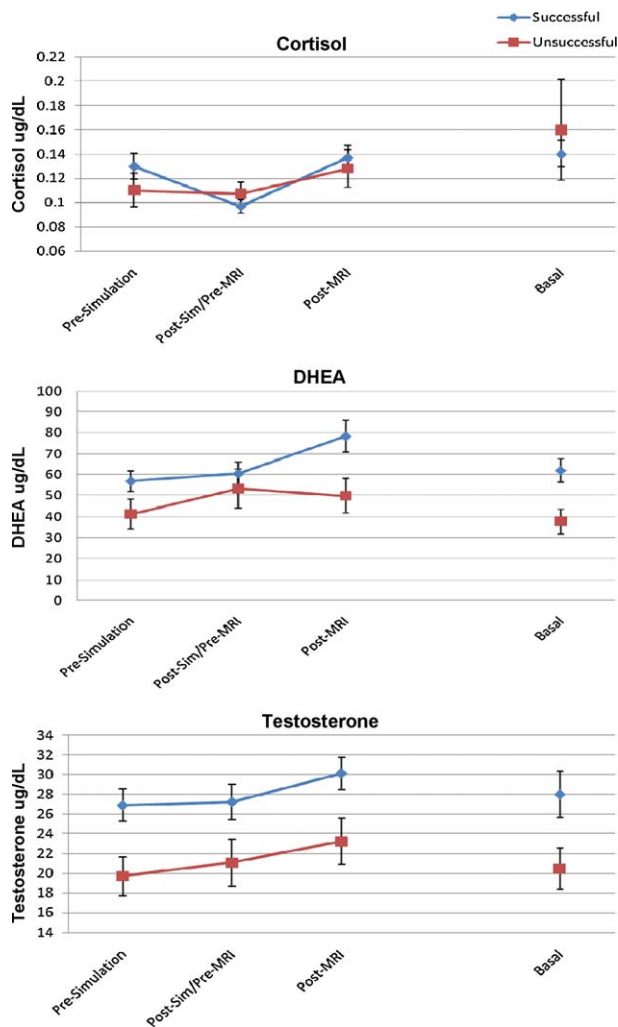 Successful
Unsuccessful
Cortisol
Cortisol ug/dL
0.22
0.2
0.18
0.16
0.14
0.12
0.1
0.08
0.06
Pre-Simulation
Post-Sim/Pre-MRI
Post-MRI
Basal
DHEA
DHEA ug/dL
100
90
80
70
60
50
40
30
20
10
0
Pre-Simulation
Post-Sim/Pre-MRI
Post-MRI
Basal
Testosterone
Testosterone ug/dL
34
32
30
28
26
24
22
20
18
16
14
Pre-Simulation
Post-Sim/Pre-MRI
Post-MRI
Basal